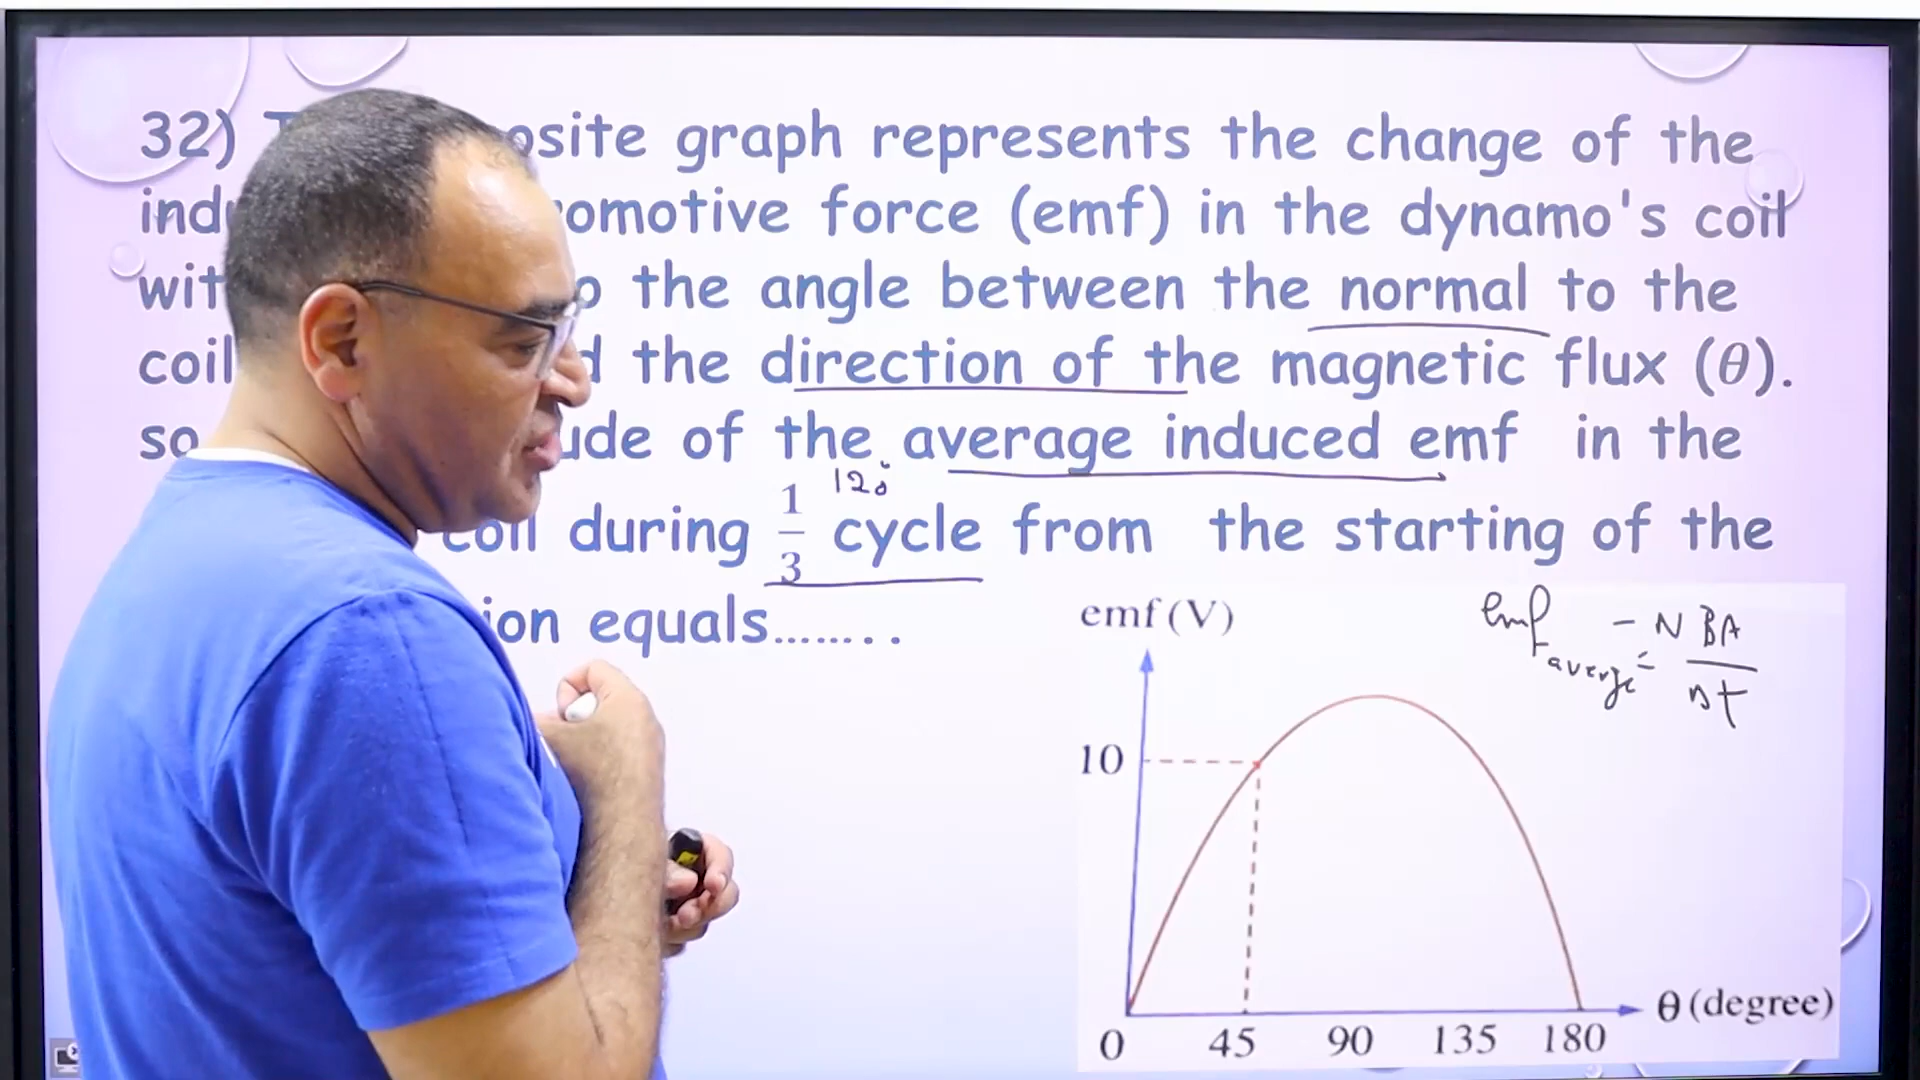 32) osite graph represents the change of the
ind omotive force (emf) in the dynamo's coil
wit o the angle between the normal to the
coil d the direction of the magnetic flux (θ).
so ude of the average induced emf in the
120°
coil during 1/3 cycle from the starting of the
ion equals........
emf (V)
emf average = - N BA / Δt
10
θ (degree)
0 45 90 135 180